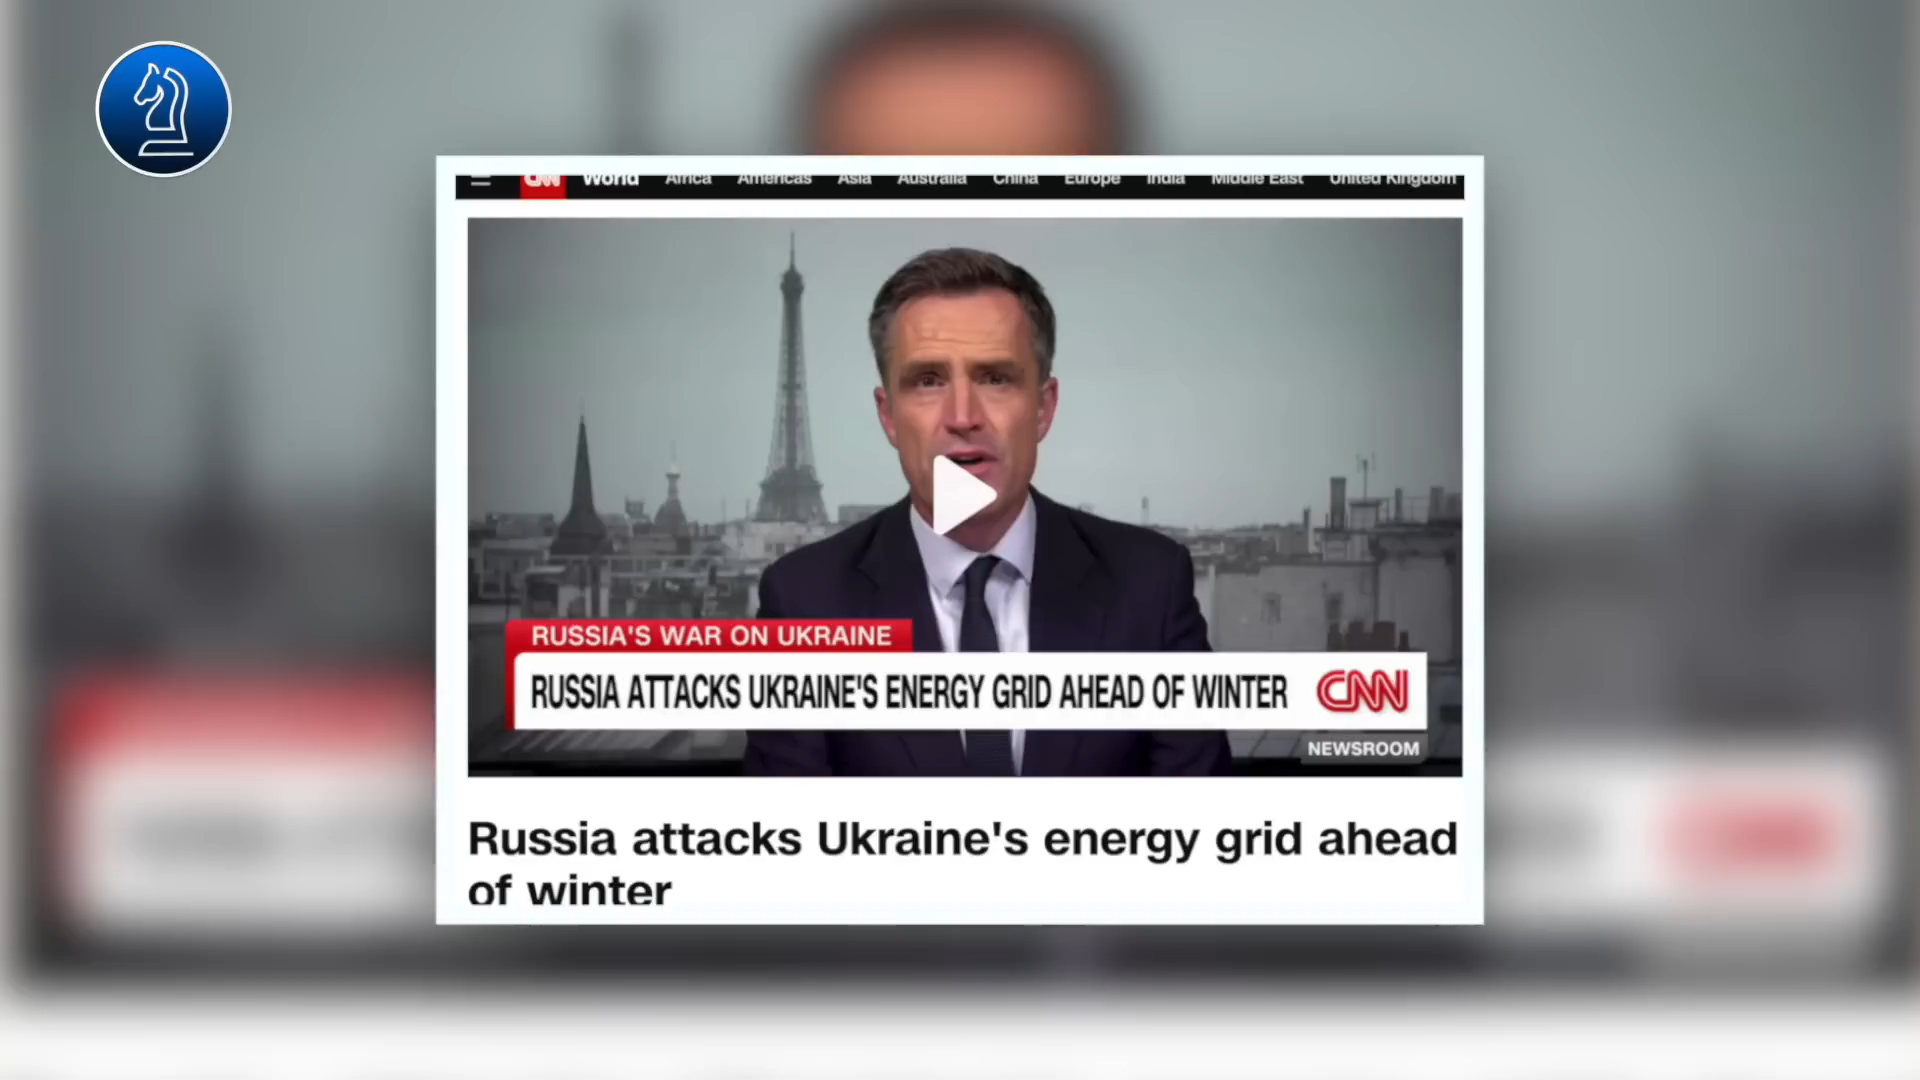 CNN World Africa Americas Asia Australia China Europe India Middle East United Kingdom
RUSSIA'S WAR ON UKRAINE
RUSSIA ATTACKS UKRAINE'S ENERGY GRID AHEAD OF WINTER CNN
NEWSROOM
Russia attacks Ukraine's energy grid ahead
of winter